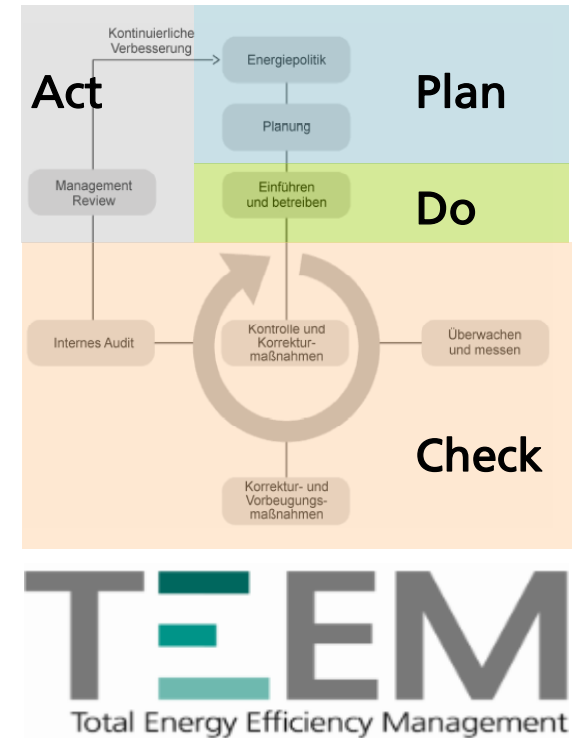 Kontinuierliche
Verbesserung
Energiepolitik
Act
Plan
Planung
Management
Review
Einführen
und betreiben
Do
Internes Audit
Kontrolle und
Korrektur-
maßnahmen
Überwachen
und messen
Check
Korrektur- und
Vorbeugungs-
maßnahmen
TEEM
Total Energy Efficiency Management